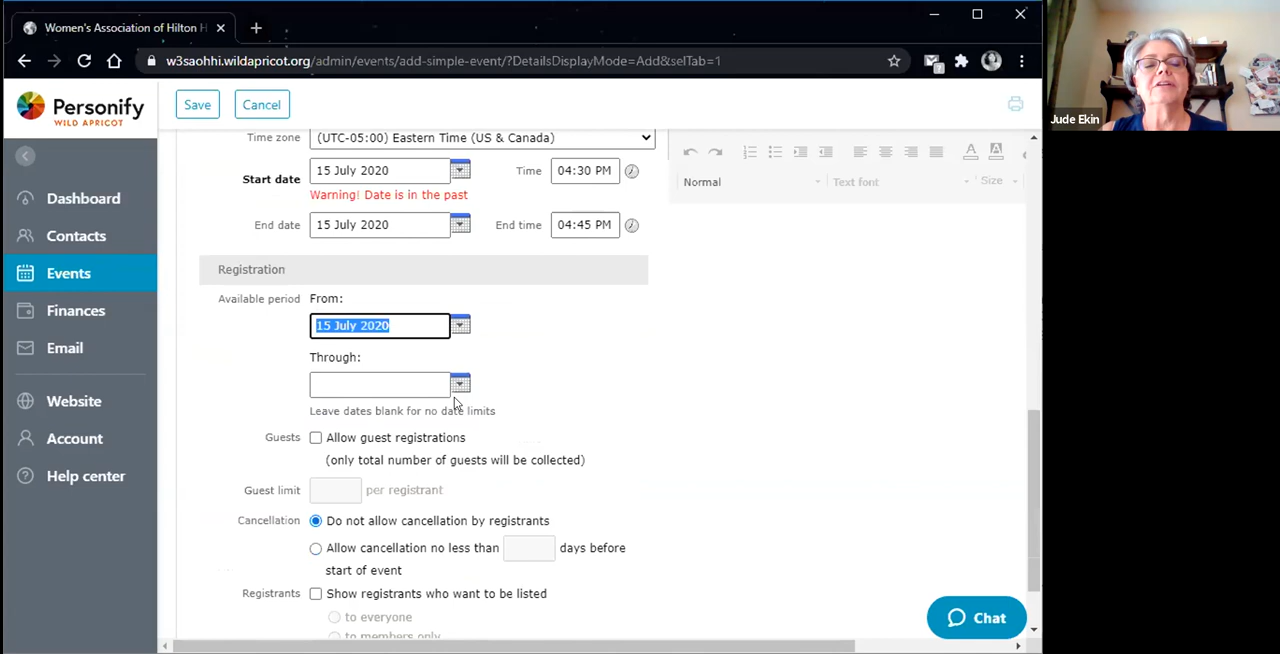 Women's Association of Hilton H
w3saohhi.wildapricot.org/admin/events/add-simple-event/?DetailsDisplayMode=Add&selTab=1
7
Personify
WILD APRICOT
Save
Cancel
Jude Ekin
Dashboard
Contacts
Events
Finances
Email
Website
Account
Help center
Time zone (UTC-05:00) Eastern Time (US & Canada)
Start date 15 July 2020 Time 04:30 PM
Warning! Date is in the past
End date 15 July 2020 End time 04:45 PM
Normal Text font Size
Registration
Available period From:
15 July 2020
Through:
Leave dates blank for no date limits
Guests Allow guest registrations
(only total number of guests will be collected)
Guest limit per registrant
Cancellation Do not allow cancellation by registrants
Allow cancellation no less than days before
start of event
Registrants Show registrants who want to be listed
to everyone
to members only
Chat